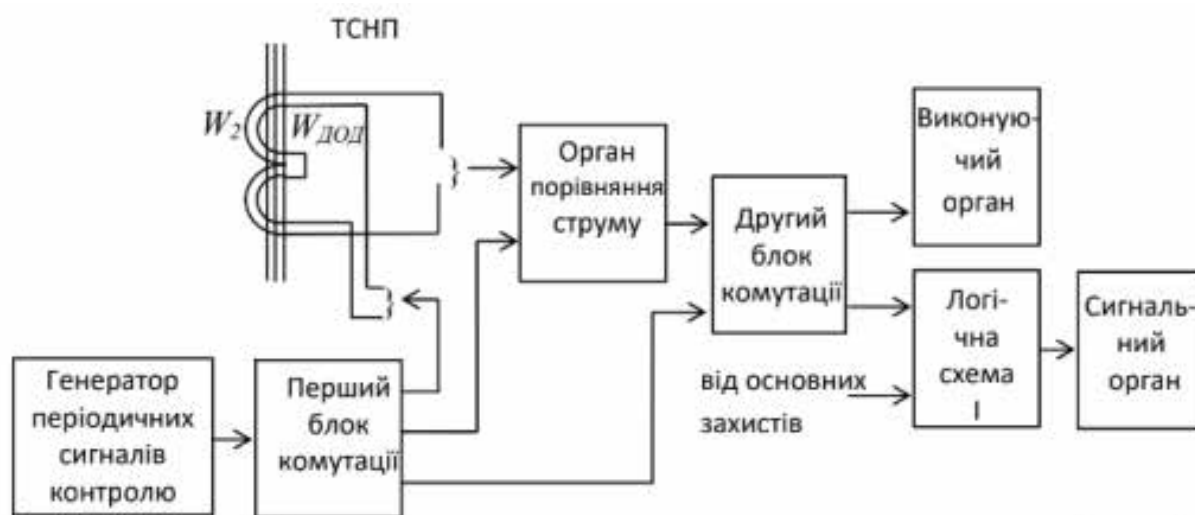 ТСНП
W2
WДОД
Орган
порівняння
струму
Виконую-
чий
орган
Другий
блок
комутації
Логі-
чна
схема
І
Сигналь-
ний
орган
від основних
захистів
Генератор
періодичних
сигналів
контролю
Перший
блок
комутації